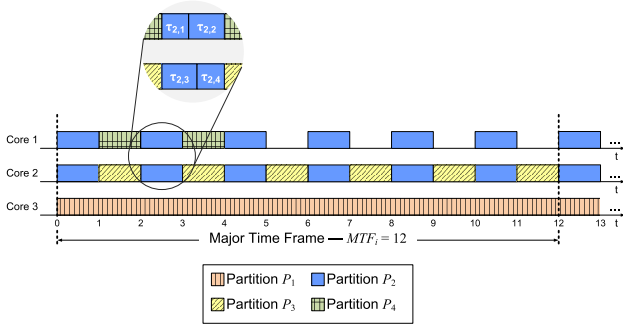 τ2,1 τ2,2
τ2,3 τ2,4
Core 1 ...
t
Core 2 ...
t
Core 3
0 1 2 3 4 5 6 7 8 9 10 11 12 13 t
Major Time Frame — MTFi = 12
Partition P1 Partition P2
Partition P3 Partition P4